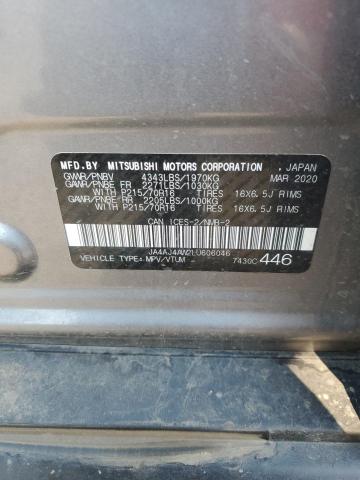 MFD.BY MITSUBISHI MOTORS CORPORATION , JAPAN
GVWR/PNBV 4343LBS/1970KG MAR 2020
GAWR/PNBE FR 2271LBS/1030KG
WITH P215/70R16 TIRES 16X6.5J RIMS
GAWR/PNBE RR 2205LBS/1000KG
WITH P215/70R16 TIRES 16X6.5J RIMS
CAN ICES-2/NMB-2
JA4AJ4AW2LU606046
VEHICLE TYPE: MPV/VTUM 7430C 446